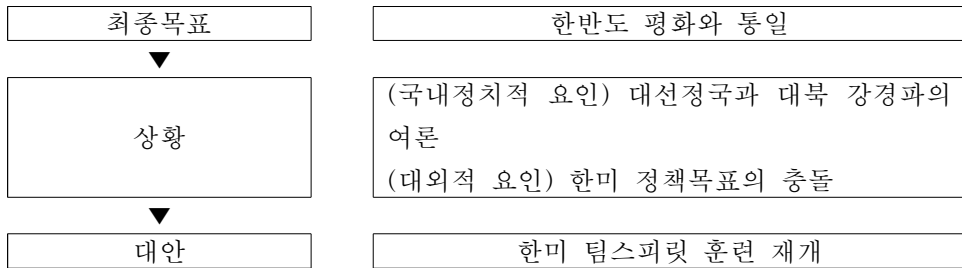 최종목표
한반도 평화와 통일
▼
상황
(국내정치적 요인) 대선정국과 대북 강경파의
여론
(대외적 요인) 한미 정책목표의 충돌
▼
대안
한미 팀스피릿 훈련 재개